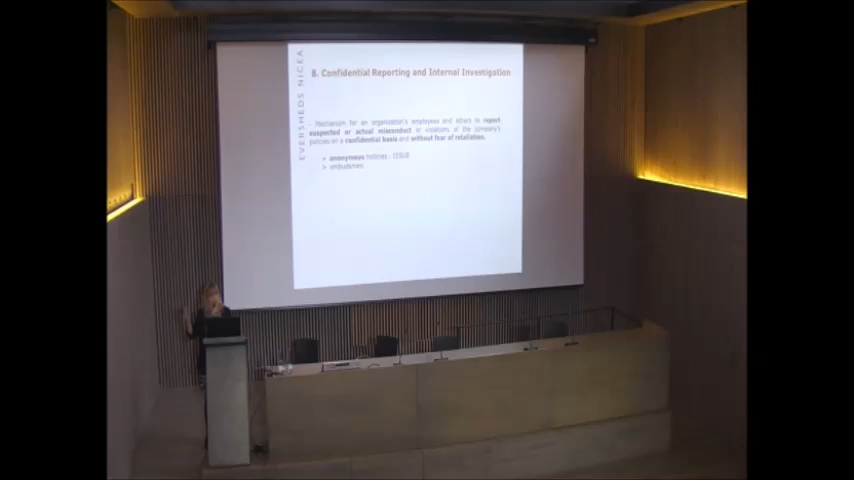 EVERSHEDS NICEA
8. Confidential Reporting and Internal Investigation
- Mechanism for an organization's employees and others to report
suspected or actual misconduct or violations of the company's
policies on a confidential basis and without fear of retaliation.
> anonymous hotlines - ISSUE
> ombudsmen